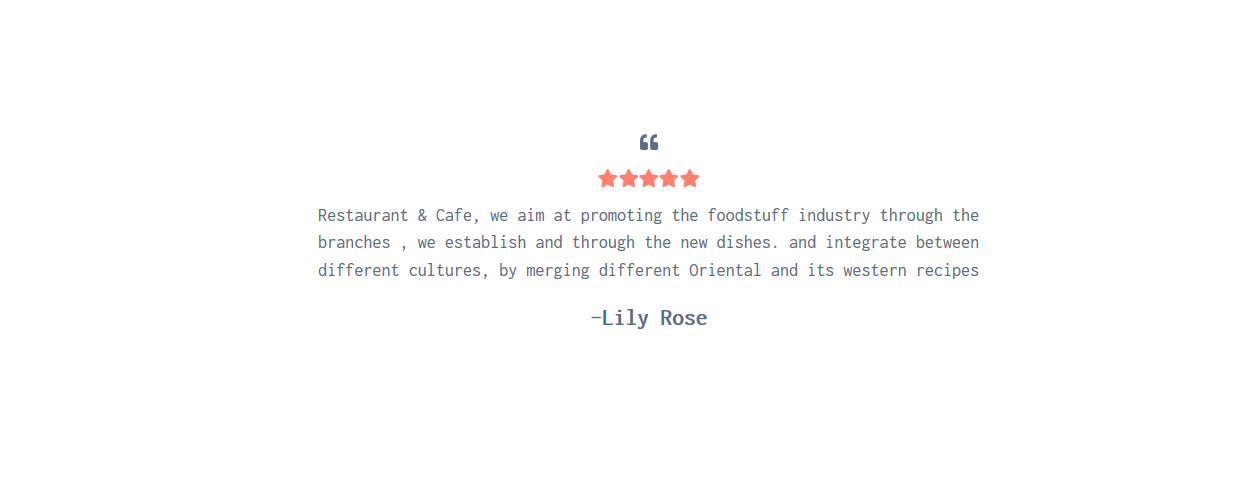 “
Restaurant & Cafe, we aim at promoting the foodstuff industry through the
branches , we establish and through the new dishes. and integrate between
different cultures, by merging different Oriental and its western recipes
-Lily Rose